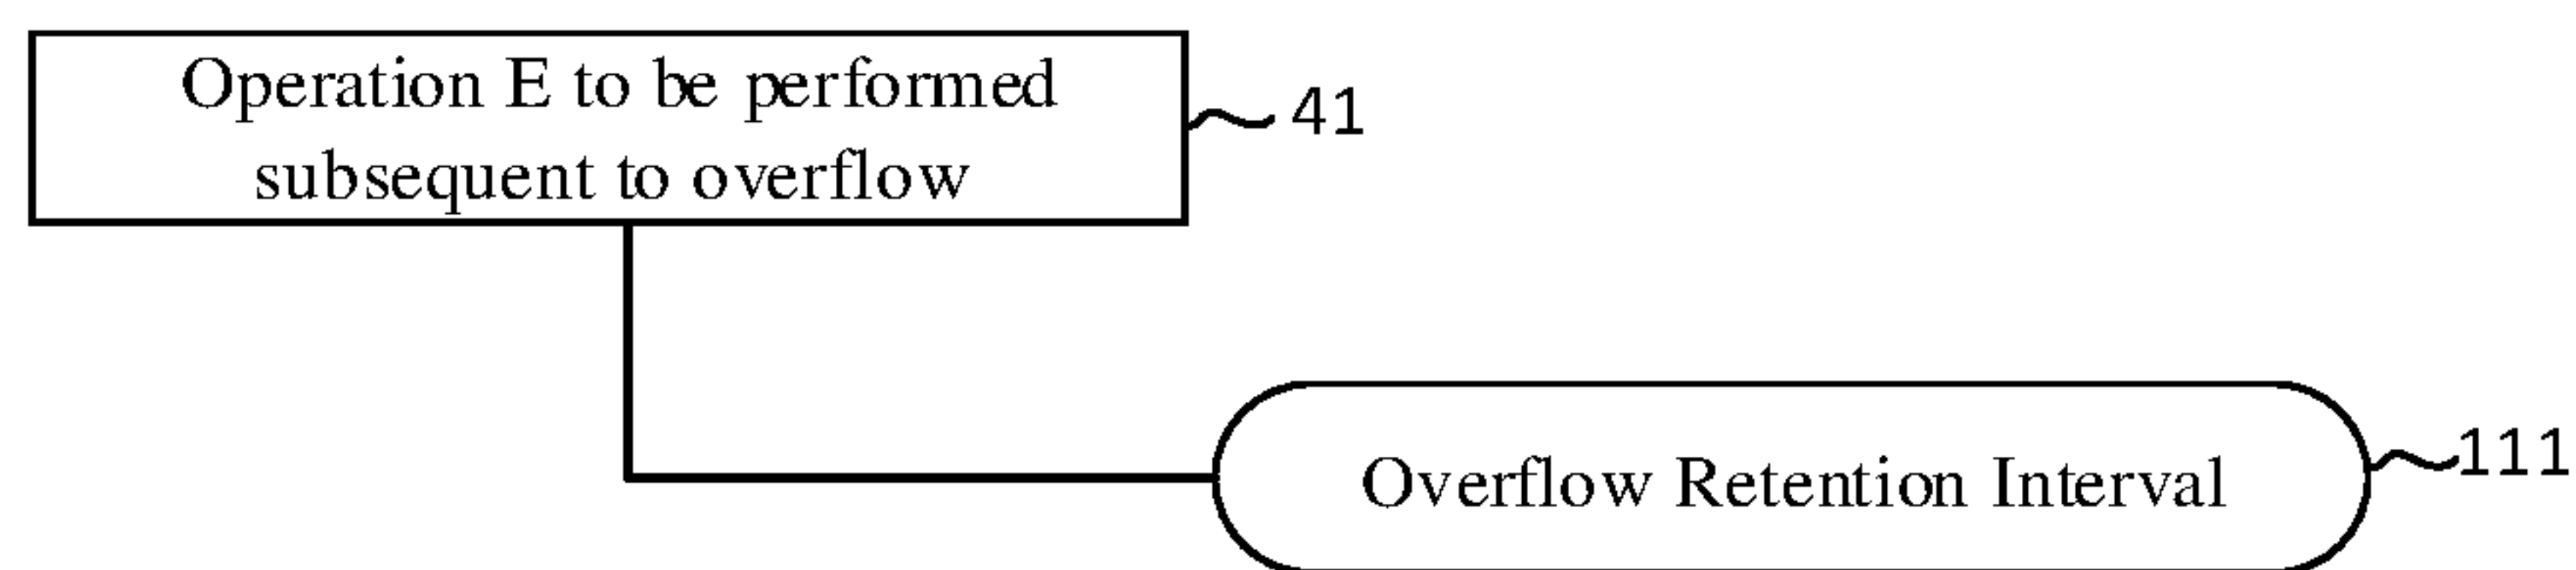 Operation E to be performed
subsequent to overflow
41
Overflow Retention Interval
111